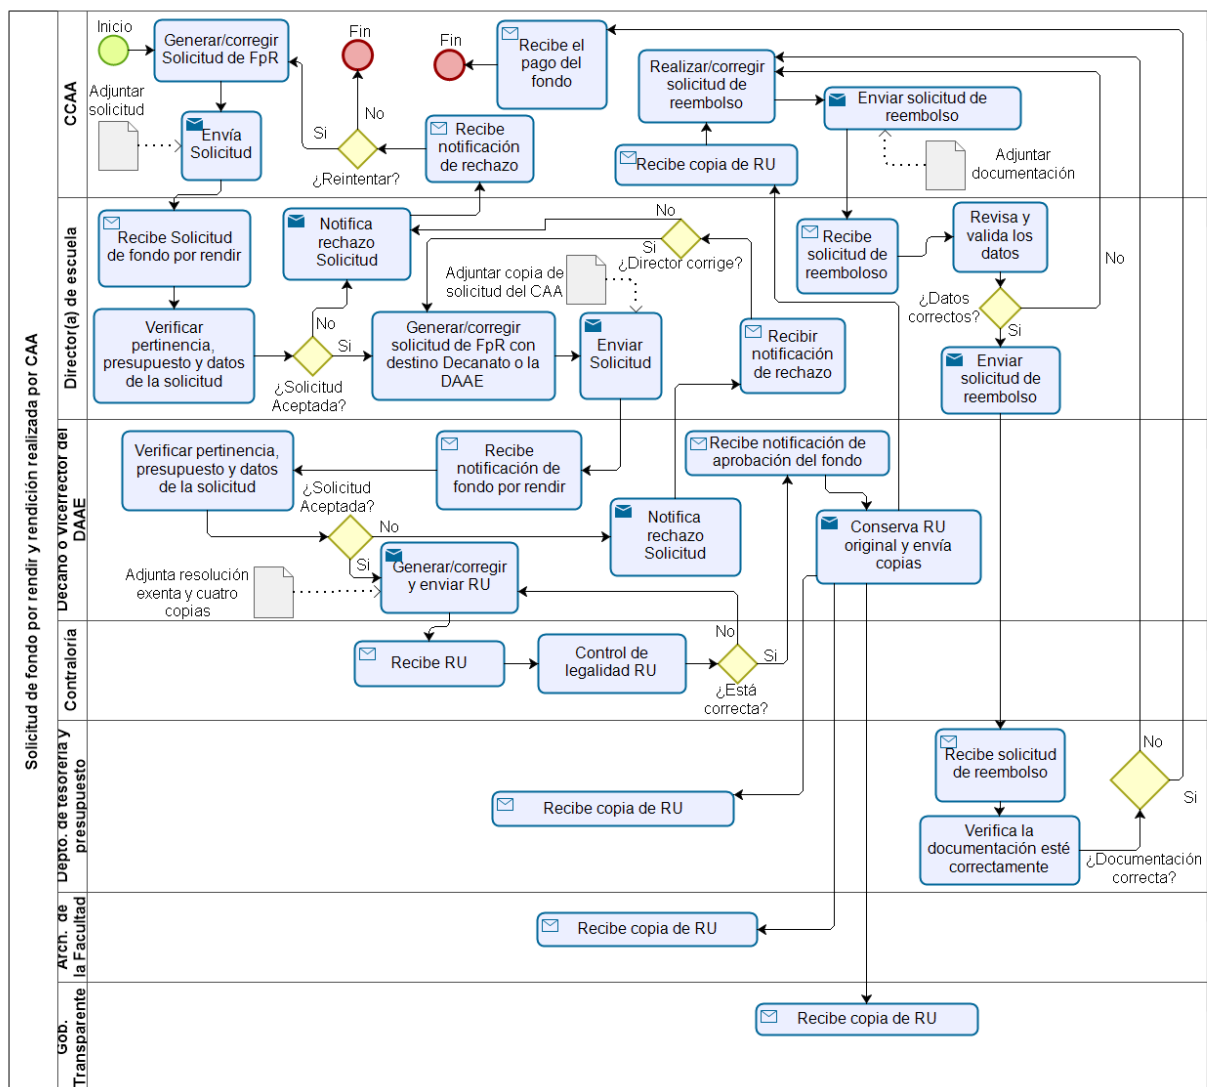 Solicitud de fondo por rendir y rendición realizada por CAA
CCAA
Inicio
Generar/corregir
Solicitud de FpR
Fin
Fin
Recibe el
pago del
fondo
Realizar/corregir
solicitud de
reembolso
Enviar solicitud de
reembolso
Adjuntar
solicitud
Envía
Solicitud
Si
No
¿Reintentar?
Recibe
notificación
de rechazo
Recibe copia de RU
Adjuntar
documentación
Director(a) de escuela
Recibe Solicitud
de fondo por rendir
Notifica
rechazo
Solicitud
No
Si
¿Director corrige?
Adjuntar copia de
solicitud del CAA
Recibe
solicitud de
reemboloso
Revisa y
valida los
datos
No
¿Datos
correctos?
Si
Verificar
pertinencia,
presupuesto y datos
de la solicitud
No
Si
¿Solicitud
Aceptada?
Generar/corregir
solicitud de FpR con
destino Decanato o la
DAAE
Enviar
Solicitud
Recibir
notificación
de rechazo
Enviar
solicitud de
reembolso
Decano o Vicerrector del
DAAE
Verificar pertinencia,
presupuesto y datos
de la solicitud
¿Solicitud
Aceptada?
Recibe
notificación de
fondo por rendir
Recibe notificación de
aprobación del fondo
No
Si
Notifica
rechazo
Solicitud
Conserva RU
original y envía
copias
Adjunta resolución
exenta y cuatro
copias
Generar/corregir
y enviar RU
Contraloría
Recibe RU
Control de
legalidad RU
No
Si
¿Está
correcta?
Depto. de tesorería y
presupuesto
Recibe solicitud
de reembolso
No
Si
Recibe copia de RU
Verifica la
documentación esté
correctamente
¿Documentación
correcta?
Arch. de
la Facultad
Recibe copia de RU
Gob.
Transparente
Recibe copia de RU